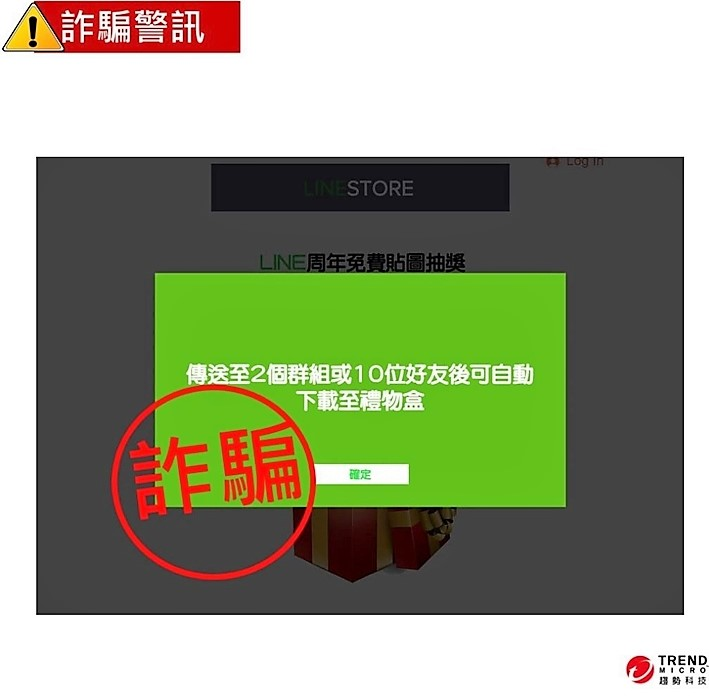 詐騙警訊
Log In
LINESTORE
LINE周年免費貼圖抽獎
傳送至2個群組或10位好友後可自動
下載至禮物盒
詐騙
確定
TREND
MICRO
趨勢科技